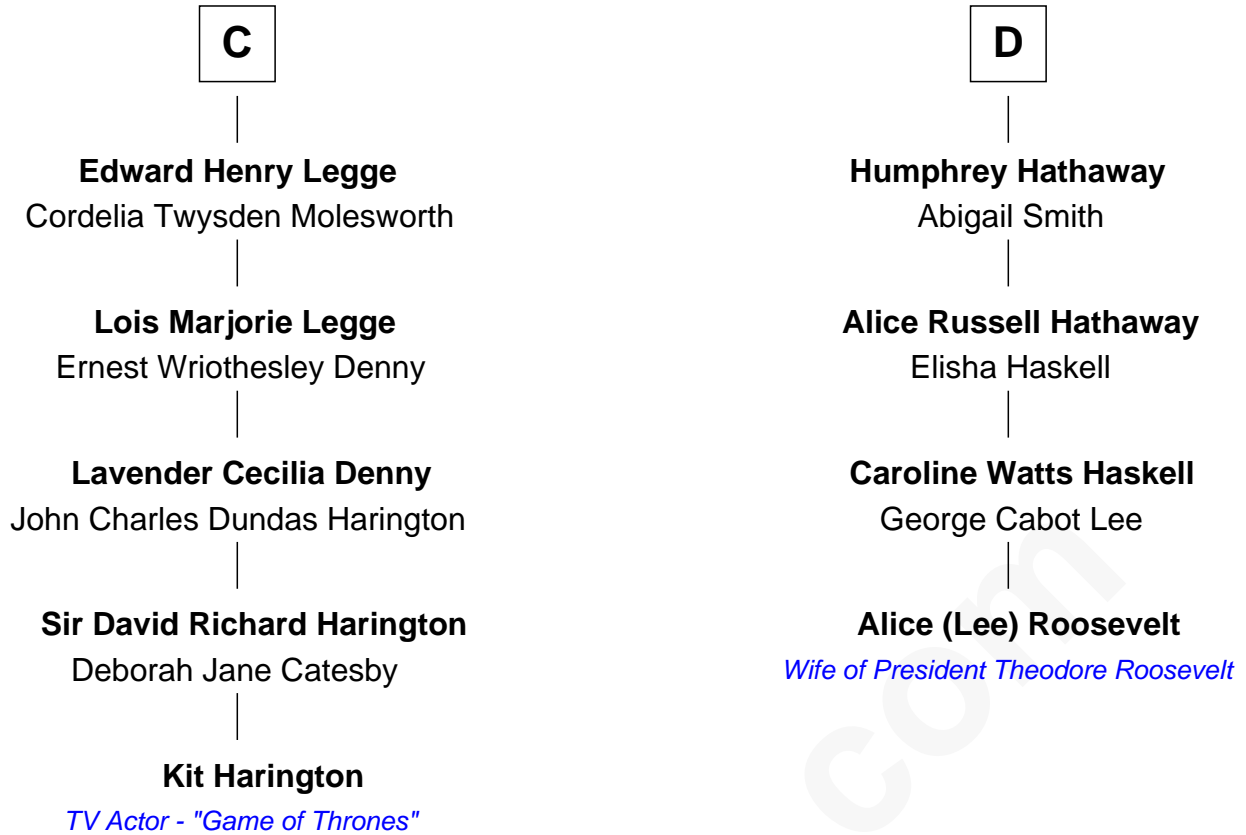 C
Edward Henry Legge
Cordelia Twysden Molesworth
Lois Marjorie Legge
Ernest Wriothesley Denny
Lavender Cecilia Denny
John Charles Dundas Harington
Sir David Richard Harington
Deborah Jane Catesby
Kit Harington
TV Actor - "Game of Thrones"
D
Humphrey Hathaway
Abigail Smith
Alice Russell Hathaway
Elisha Haskell
Caroline Watts Haskell
George Cabot Lee
Alice (Lee) Roosevelt
Wife of President Theodore Roosevelt
com